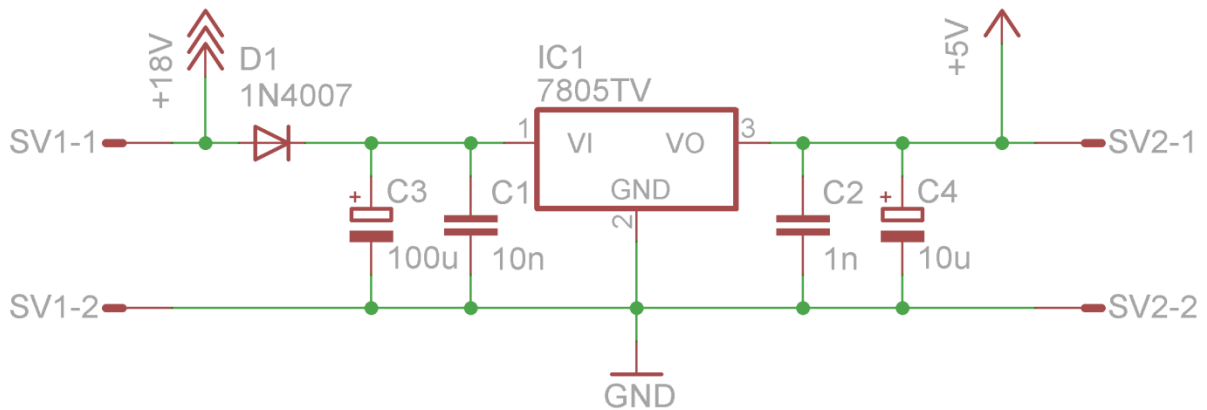 +18V
D1
1N4007
IC1
7805TV
+5V
SV1-1
1
VI
VO
3
SV2-1
GND
2
+
C3
100u
C1
10n
C2
1n
+
C4
10u
SV1-2
SV2-2
GND